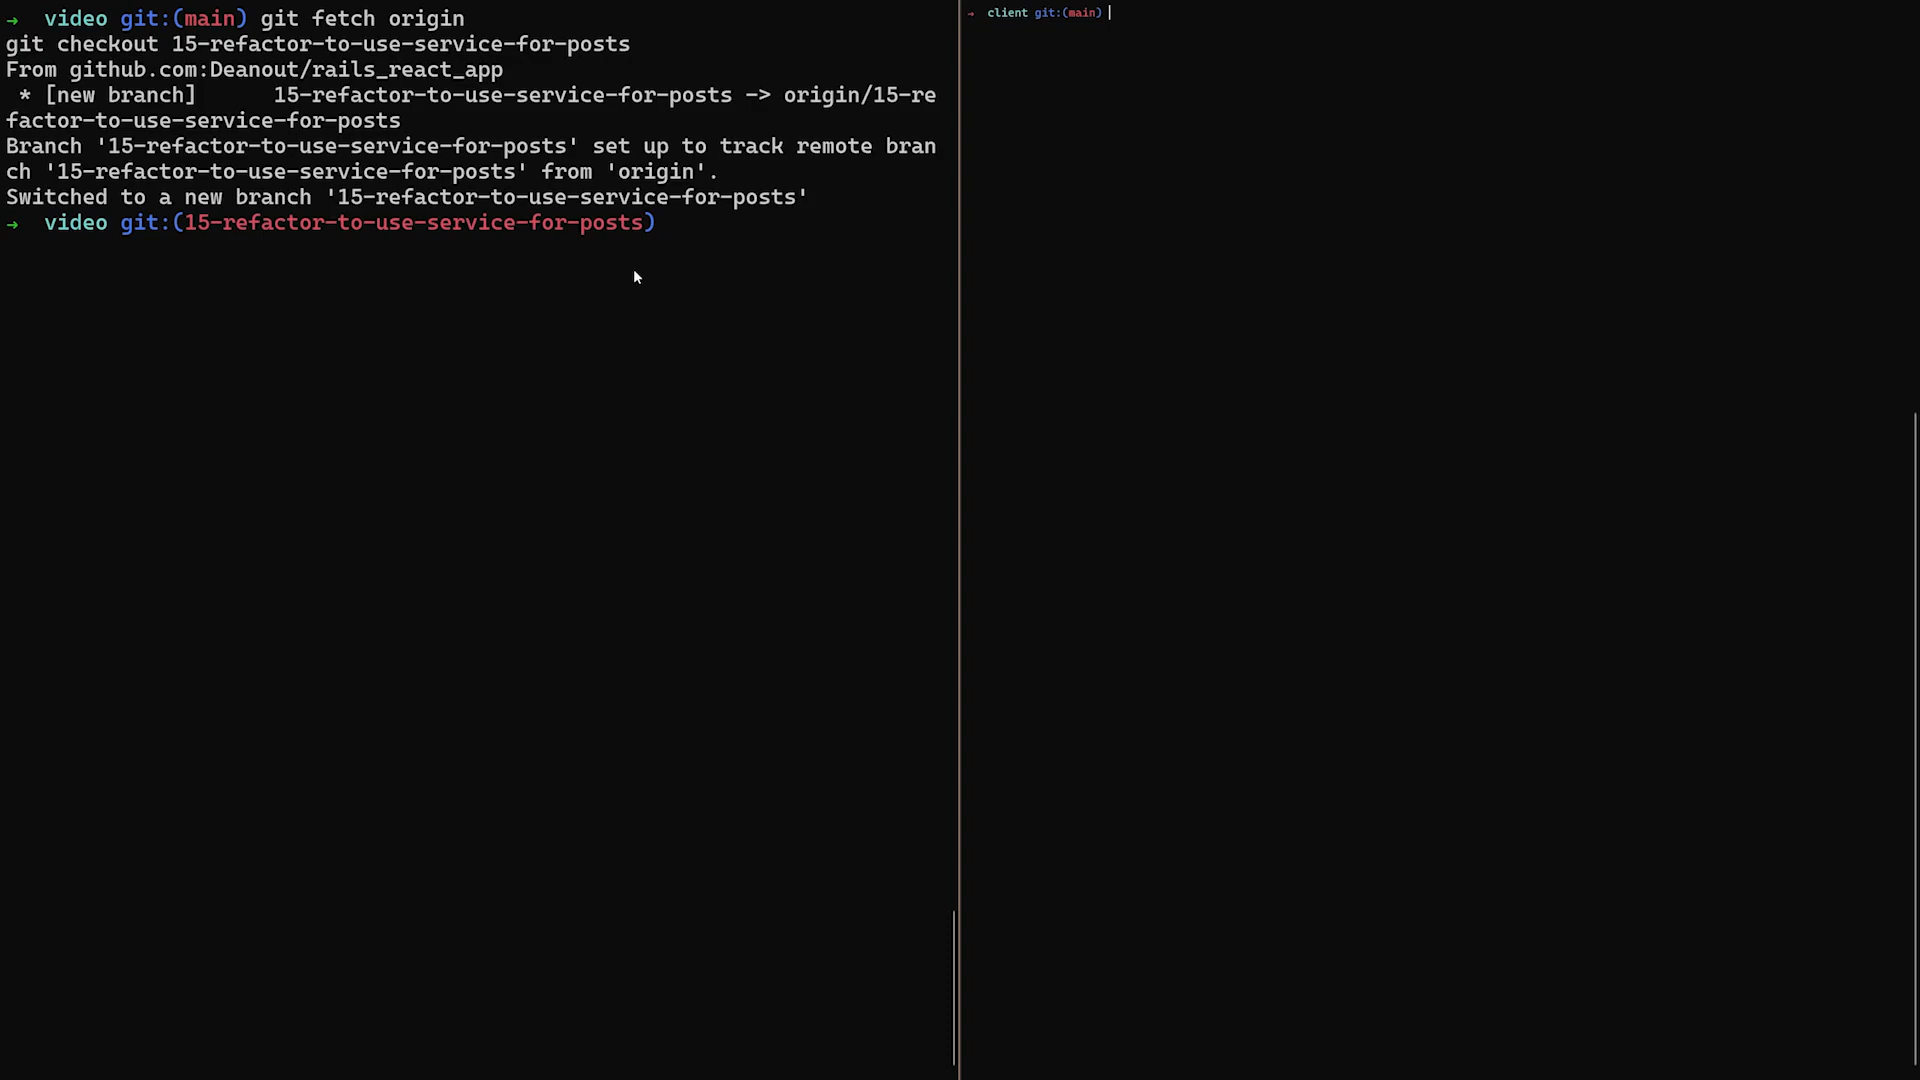 → video git:(main) git fetch origin
git checkout 15-refactor-to-use-service-for-posts
From github.com:Deanout/rails_react_app
* [new branch] 15-refactor-to-use-service-for-posts -> origin/15-re
factor-to-use-service-for-posts
Branch '15-refactor-to-use-service-for-posts' set up to track remote bran
ch '15-refactor-to-use-service-for-posts' from 'origin'.
Switched to a new branch '15-refactor-to-use-service-for-posts'
→ video git:(15-refactor-to-use-service-for-posts)
→ client git:(main)